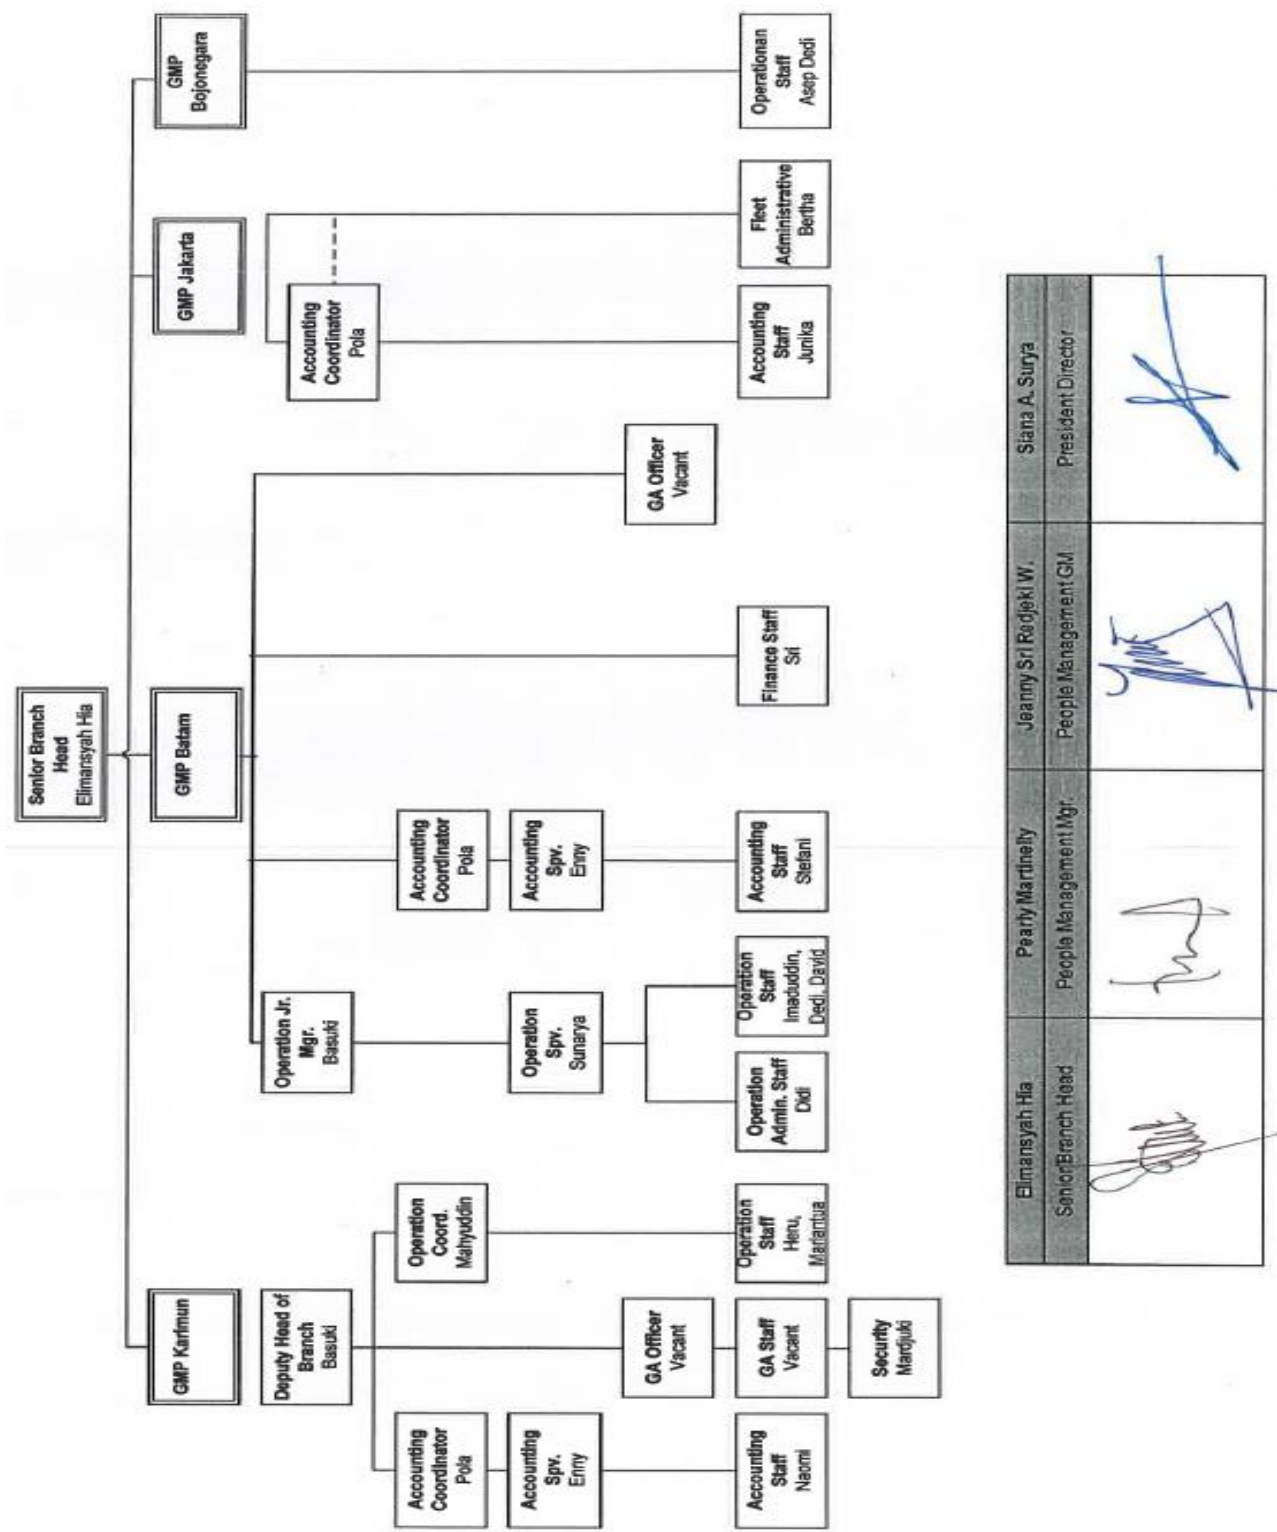 Senior Branch
Head
Elimansyah Hia
GMP Karimun
GMP Batam
GMP Jakarta
GMP
Bojonegara
Deputy Head of
Branch
Basuki
Operation Jr.
Mgr.
Basuki
Accounting
Coordinator
Pola
Accounting
Coordinator
Pola
Operation
Coord.
Mahyuddin
Accounting
Coordinator
Pola
Accounting
Spv.
Enny
Operation
Spv.
Sunarya
Accounting
Spv.
Enny
GA Officer
Vacant
GA Officer
Vacant
Accounting
Staff
Naomi
GA Staff
Vacant
Operation
Staff
Heru,
Mariantua
Operation
Admin. Staff
Didi
Operation
Staff
Imaduddin,
Dedi, David
Accounting
Staff
Stefani
Finance Staff
Sri
Accounting
Staff
Junika
Fleet
Administrative
Bertha
Operationan
Staff
Asep Dedi
Security
Mardjuki
Elimansyah Hia
Pearly Martinelly
Jeanny Sri Redjeki W.
Siana A. Surya
Senior Branch Head
People Management Mgr.
People Management GM
President Director